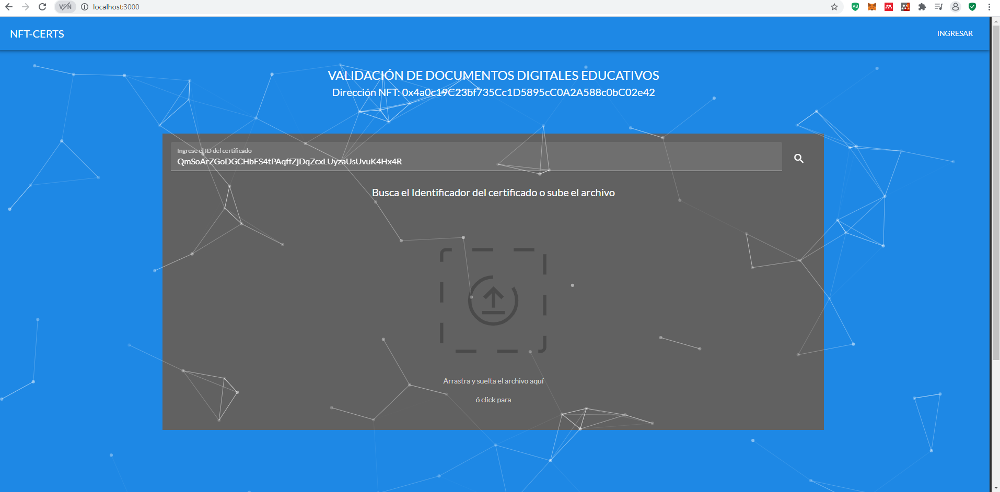 VPN
localhost:3000
NFT-CERTS
INGRESAR
VALIDACIÓN DE DOCUMENTOS DIGITALES EDUCATIVOS
Dirección NFT: 0x4a0c19C23bf735Cc1D5895cC0A2A588c0bC02e42
Ingrese el ID del certificado
QmSoArZGoDGCHbFS4tPAqffZjDqZcxLUyzaUsUvuK4Hx4R
Busca el Identificador del certificado o sube el archivo
Arrastra y suelta el archivo aquí
ó click para